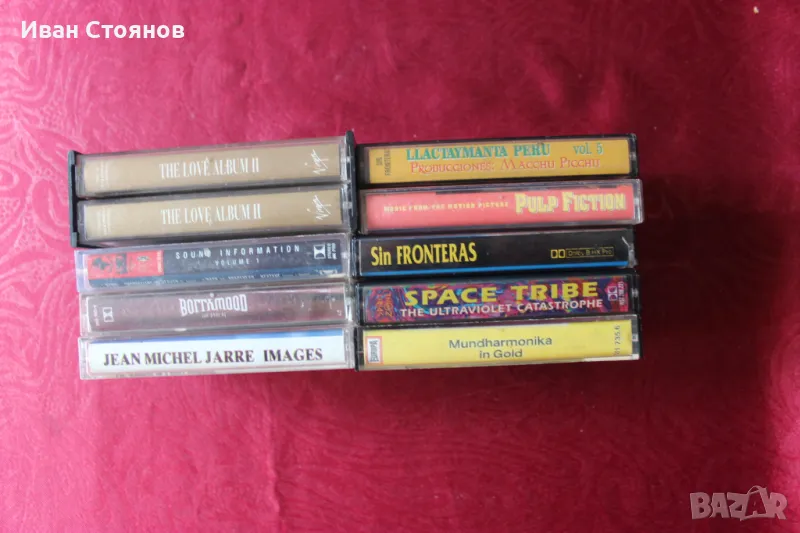 Иван Стоянов
THE LOVE ALBUM II
THE LOVE ALBUM II
SOUND INFORMATION
VOLUME 1
JEAN MICHEL JARRE IMAGES
SIN FRONTERAS
LLACTAYMANTA PERU vol. 5
PRODUCCIONES MACCHU PICCHU
MUSIC FROM THE MOTION PICTURE PULP FICTION
Sin FRONTERAS
SPACE TRIBE
THE ULTRAVIOLET CATASTROPHE
Mundharmonika
in Gold
BAZAR